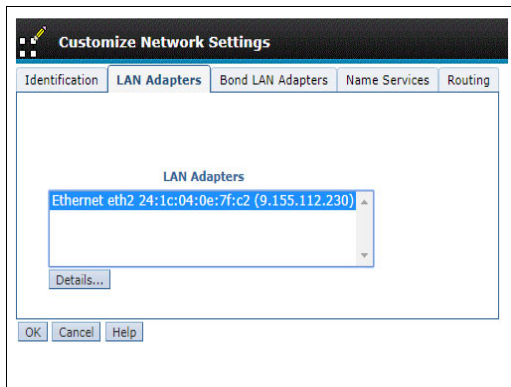 Customize Network Settings
Identification LAN Adapters Bond LAN Adapters Name Services Routing
LAN Adapters
Ethernet eth2 24:1c:04:0e:7f:c2 (9.155.112.230)
Details...
OK Cancel Help